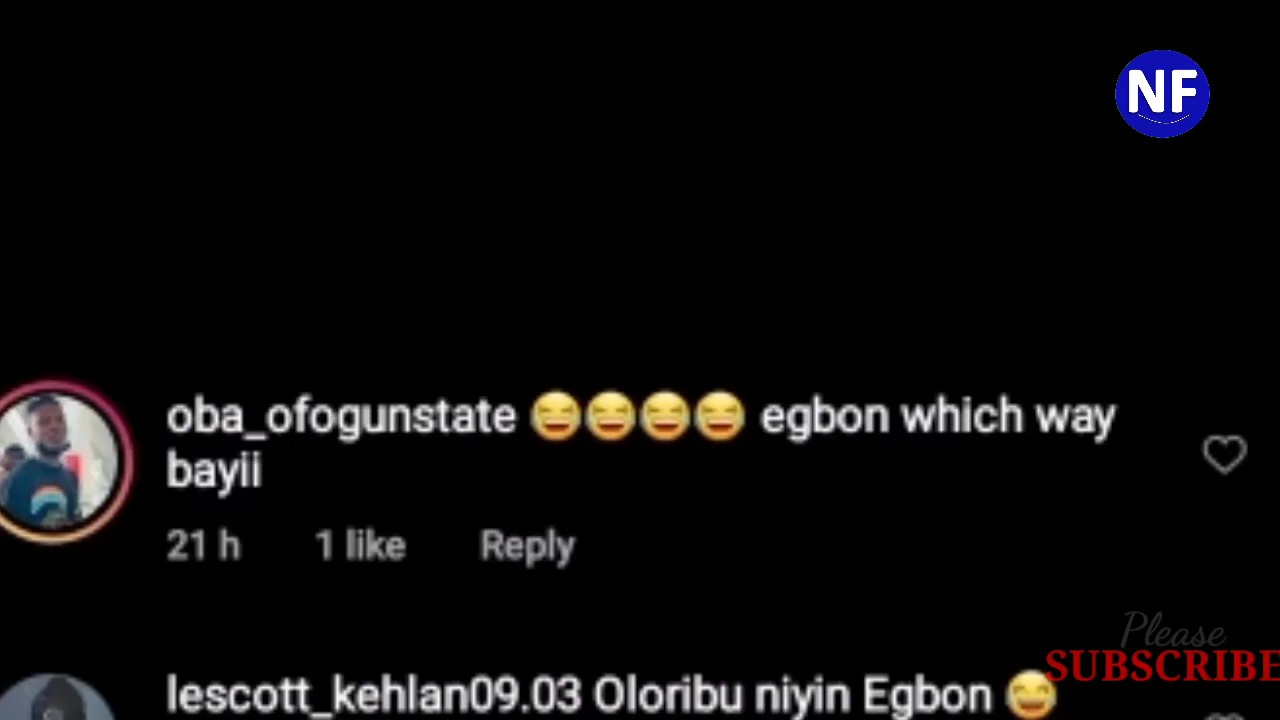 NF
oba_ofogunstate 😂😂😂😂 egbon which way
bayii
21 h 1 like Reply
Please
SUBSCRIBE
lescott_kehlan09.03 Oloribu niyin Egbon 😅